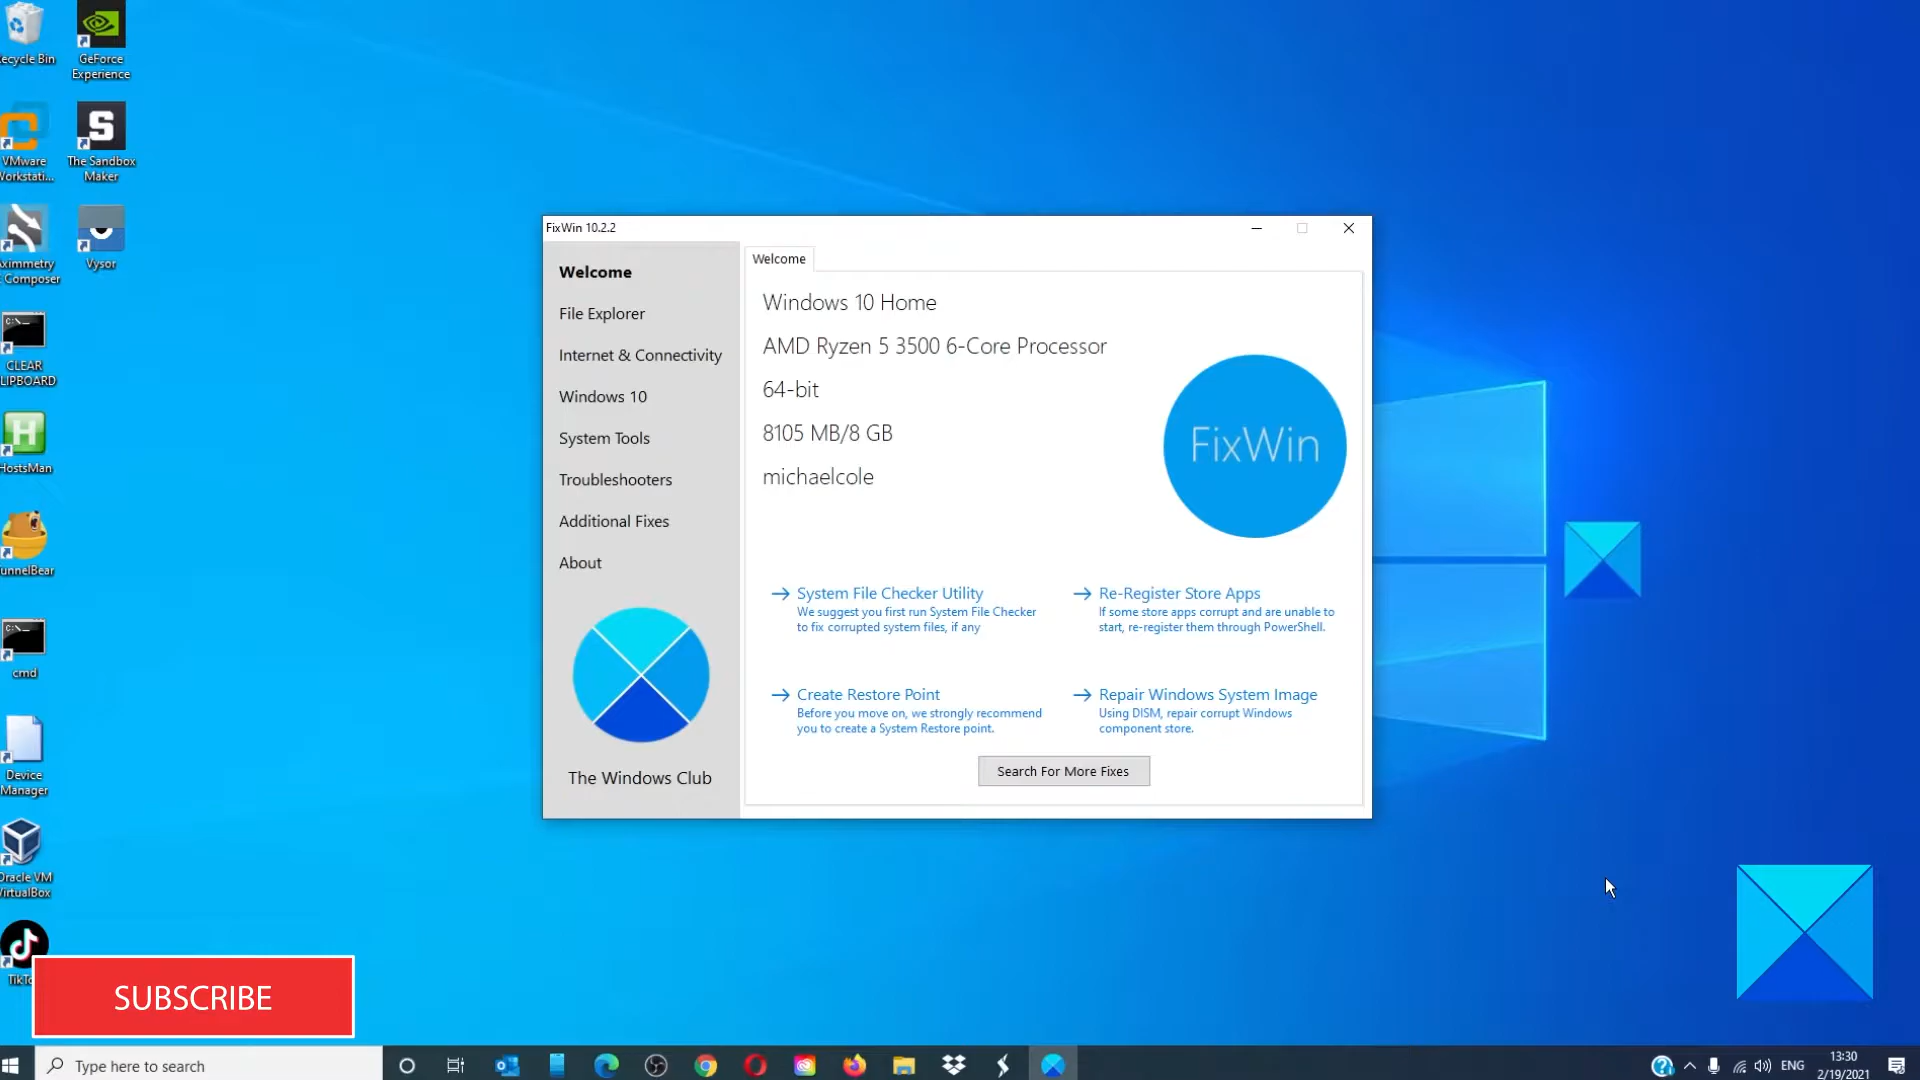 ecycle Bin
GeForce
Experience
VMware
Workstati...
The Sandbox
Maker
Aximmetry
Composer
Vysor
CLEAR
LIPBOARD
HostsMan
unnelBear
cmd
Device
Manager
Oracle VM
VirtualBox
TikTo
SUBSCRIBE
FixWin 10.2.2
Welcome
File Explorer
Internet & Connectivity
Windows 10
System Tools
Troubleshooters
Additional Fixes
About
The Windows Club
Welcome
Windows 10 Home
AMD Ryzen 5 3500 6-Core Processor
64-bit
8105 MB/8 GB
michaelcole
FixWin
System File Checker Utility
We suggest you first run System File Checker
to fix corrupted system files, if any
Re-Register Store Apps
If some store apps corrupt and are unable to
start, re-register them through PowerShell.
Create Restore Point
Before you move on, we strongly recommend
you to create a System Restore point.
Repair Windows System Image
Using DISM, repair corrupt Windows
component store.
Search For More Fixes
Type here to search
ENG
13:30
2/19/2021